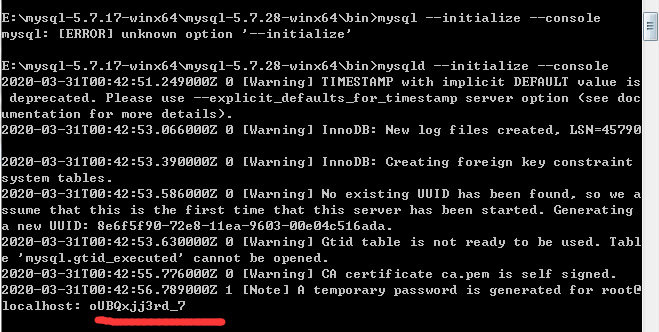 E:\mysql-5.7.17-winx64\mysql-5.7.28-winx64\bin>mysql --initialize --console
mysql: [ERROR] unknown option '--initialize'
E:\mysql-5.7.17-winx64\mysql-5.7.28-winx64\bin>mysqld --initialize --console
2020-03-31T00:42:51.249000Z 0 [Warning] TIMESTAMP with implicit DEFAULT value is
 deprecated. Please use --explicit_defaults_for_timestamp server option (see doc
umentation for more details).
2020-03-31T00:42:53.066000Z 0 [Warning] InnoDB: New log files created, LSN=45790
2020-03-31T00:42:53.390000Z 0 [Warning] InnoDB: Creating foreign key constraint
system tables.
2020-03-31T00:42:53.586000Z 0 [Warning] No existing UUID has been found, so we a
ssume that this is the first time that this server has been started. Generating
a new UUID: 8e6f5f90-72e8-11ea-9603-00e04c516ada.
2020-03-31T00:42:53.630000Z 0 [Warning] Gtid table is not ready to be used. Tabl
e 'mysql.gtid_executed' cannot be opened.
2020-03-31T00:42:55.776000Z 0 [Warning] CA certificate ca.pem is self signed.
2020-03-31T00:42:56.789000Z 1 [Note] A temporary password is generated for root@
localhost: oUBQxjj3rd_7